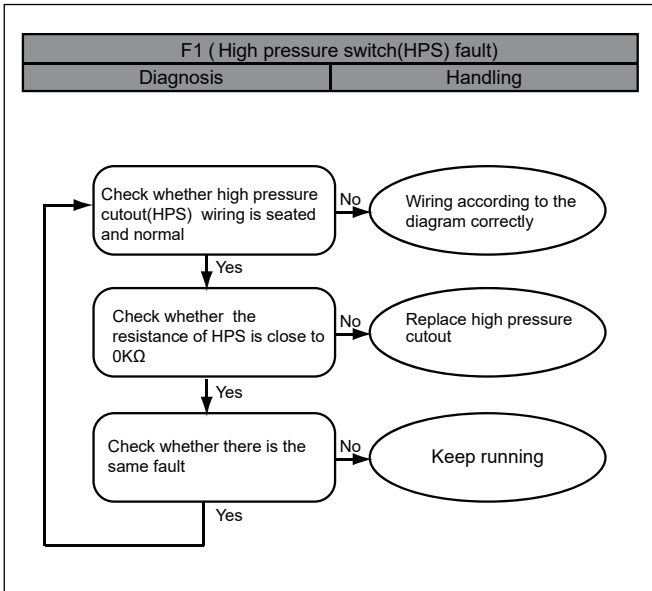 F1 ( High pressure switch(HPS) fault)
Diagnosis
Handling
Check whether high pressure
cutout(HPS) wiring is seated
and normal
No
Wiring according to the
diagram correctly
Yes
Check whether the
resistance of HPS is close to
0KΩ
No
Replace high pressure
cutout
Yes
Check whether there is the
same fault
No
Keep running
Yes